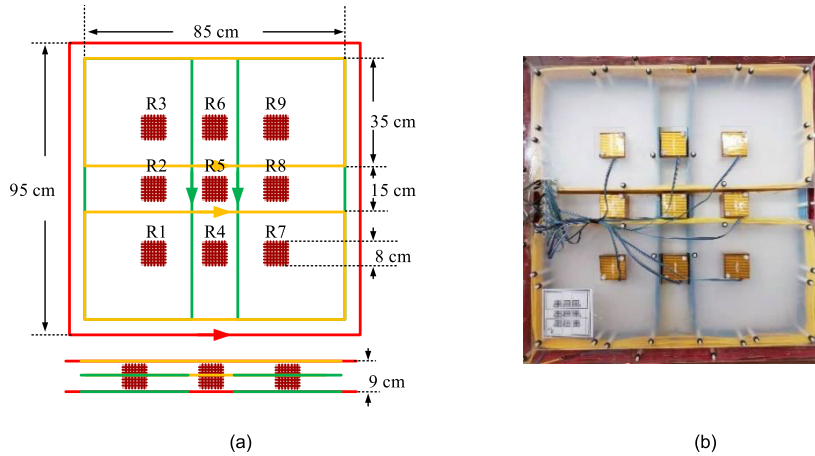 85 cm
R3 R6 R9
35 cm
R2 R5 R8
15 cm
95 cm
R1 R4 R7
8 cm
9 cm
(a)
(b)